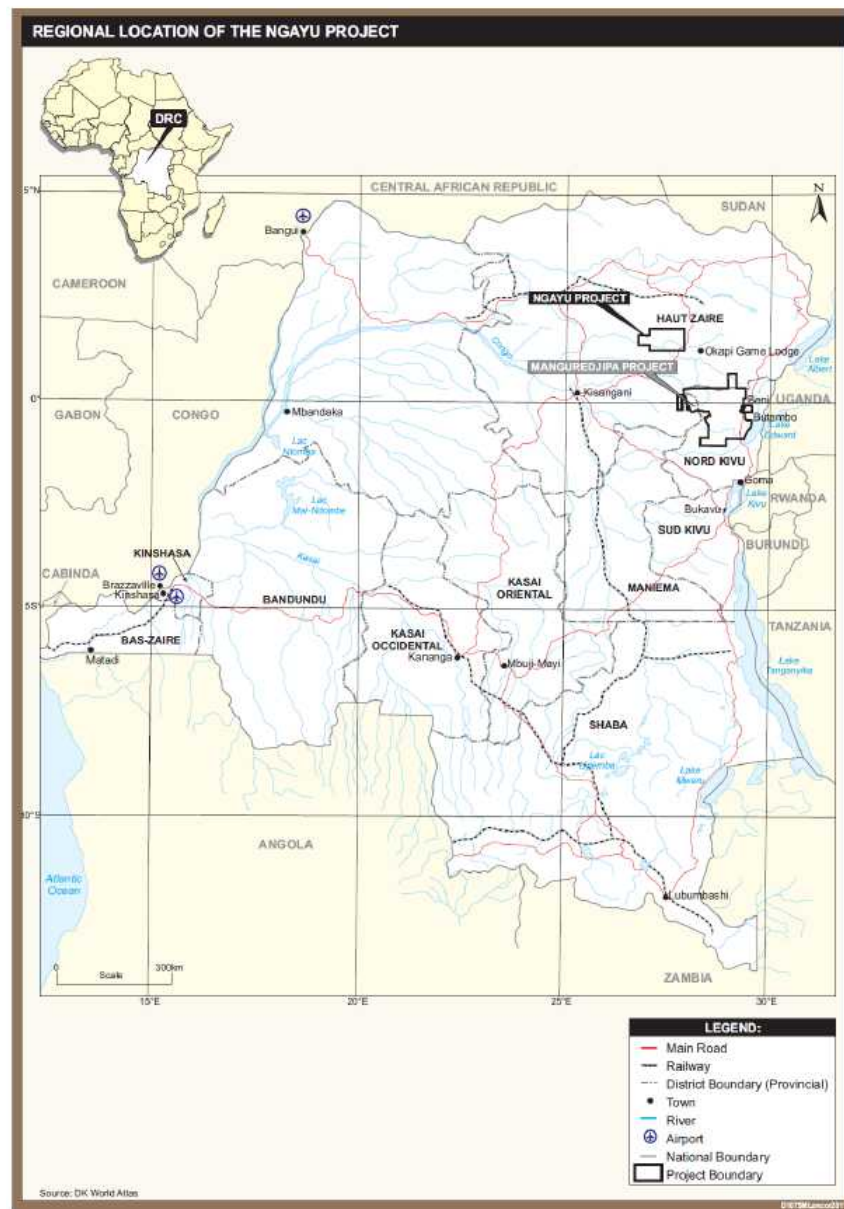 REGIONAL LOCATION OF THE NGAYU PROJECT
DRC
5°N
CENTRAL AFRICAN REPUBLIC
SUDAN
N
Bangui
CAMEROON
NGAYU PROJECT
HAUT ZAIRE
Congo
Okapi Game Lodge
Lake
Albert
MANGUREDJIPA PROJECT
0°
Kisangani
Beni
UGANDA
GABON
CONGO
Mbandaka
Butembo
Lake
Edward
Lac
Ntomba
NORD KIVU
Goma
Lac
Mai-Ndombe
Bukavu
Lake
Kivu
RWANDA
SUD KIVU
BURUNDI
KINSHASA
Kasai
CABINDA
Brazzaville
Kinshasa
BANDUNDU
KASAI
ORIENTAL
MANIEMA
5°S
TANZANIA
BAS-ZAIRE
KASAI
OCCIDENTAL
Matadi
Kananga
Mbuji-Mayi
Lake
Tanganyika
SHABA
Lac
Upemba
Lake
Mweru
10°S
ANGOLA
Atlantic
Ocean
Lubumbashi
0
300km
Scale
ZAMBIA
15°E
20°E
25°E
30°E
LEGEND:
Main Road
Railway
District Boundary (Provincial)
Town
River
Airport
National Boundary
Project Boundary
Source: DK World Atlas